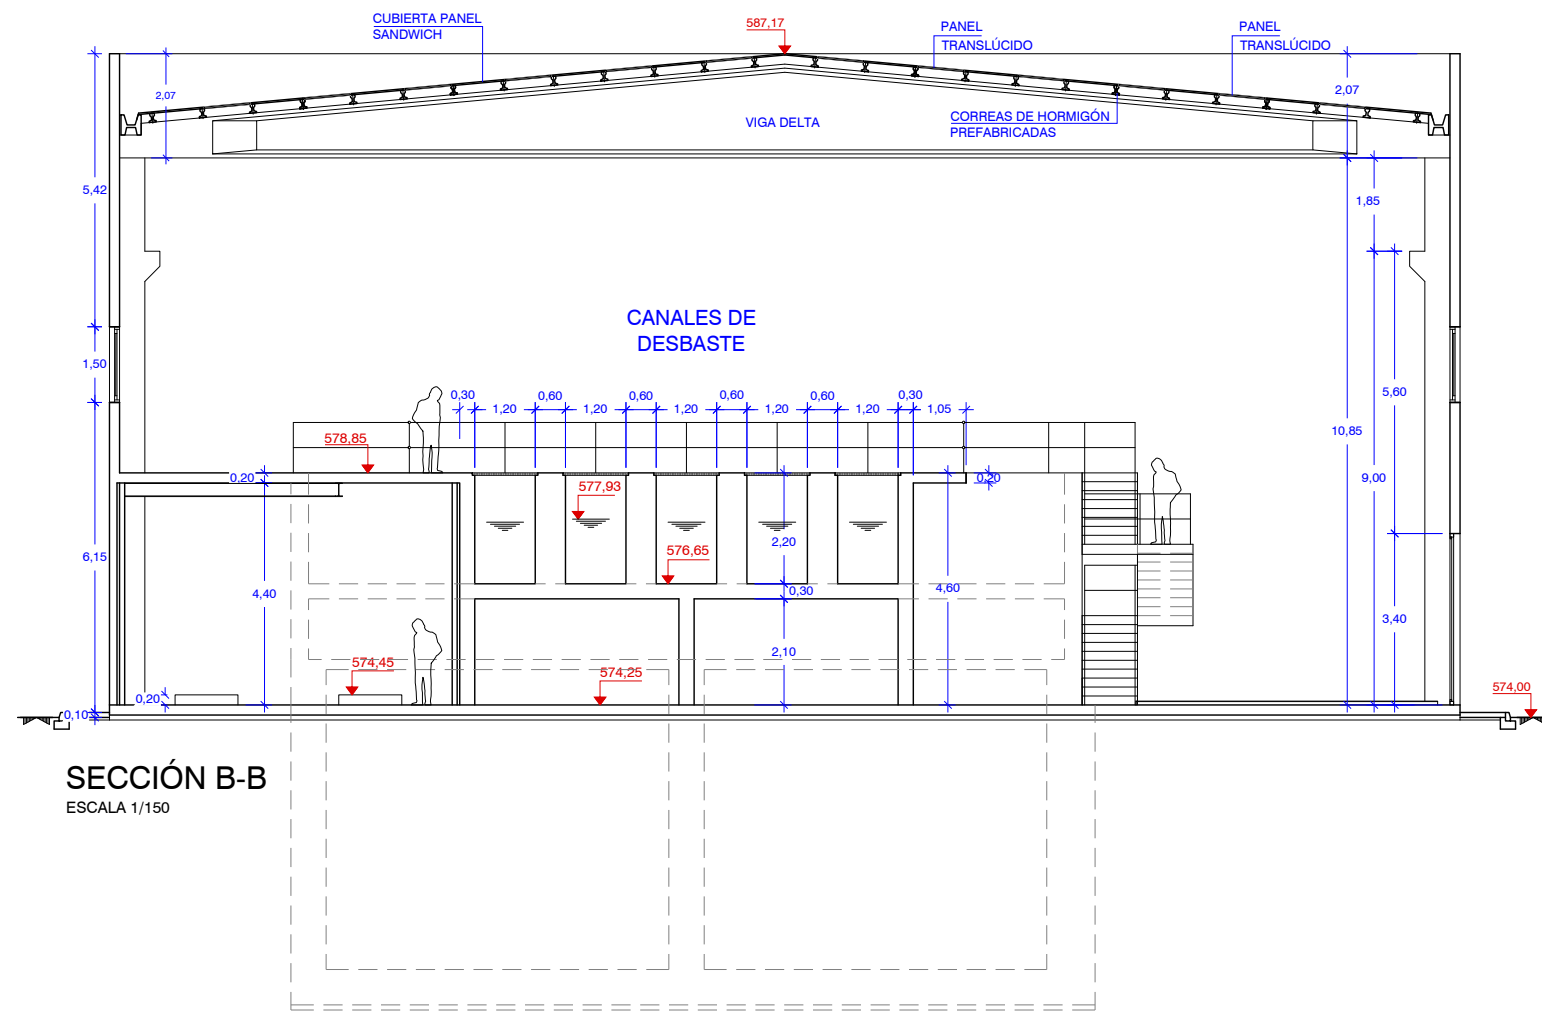 CUBIERTA PANEL
SANDWICH
587,17
PANEL
TRANSLÚCIDO
PANEL
TRANSLÚCIDO
2,07
2,07
VIGA DELTA
CORREAS DE HORMIGÓN
PREFABRICADAS
5,42
1,85
CANALES DE
DESBASTE
1,50
5,60
0,30
1,20
0,60
1,20
0,60
1,20
0,60
1,20
0,60
1,20
0,30
1,05
10,85
578,85
0,20
577,93
0,20
9,00
6,15
2,20
576,65
4,40
0,30
4,60
3,40
2,10
574,45
574,25
0,20
0,10
574,00
SECCIÓN B-B
ESCALA 1/150